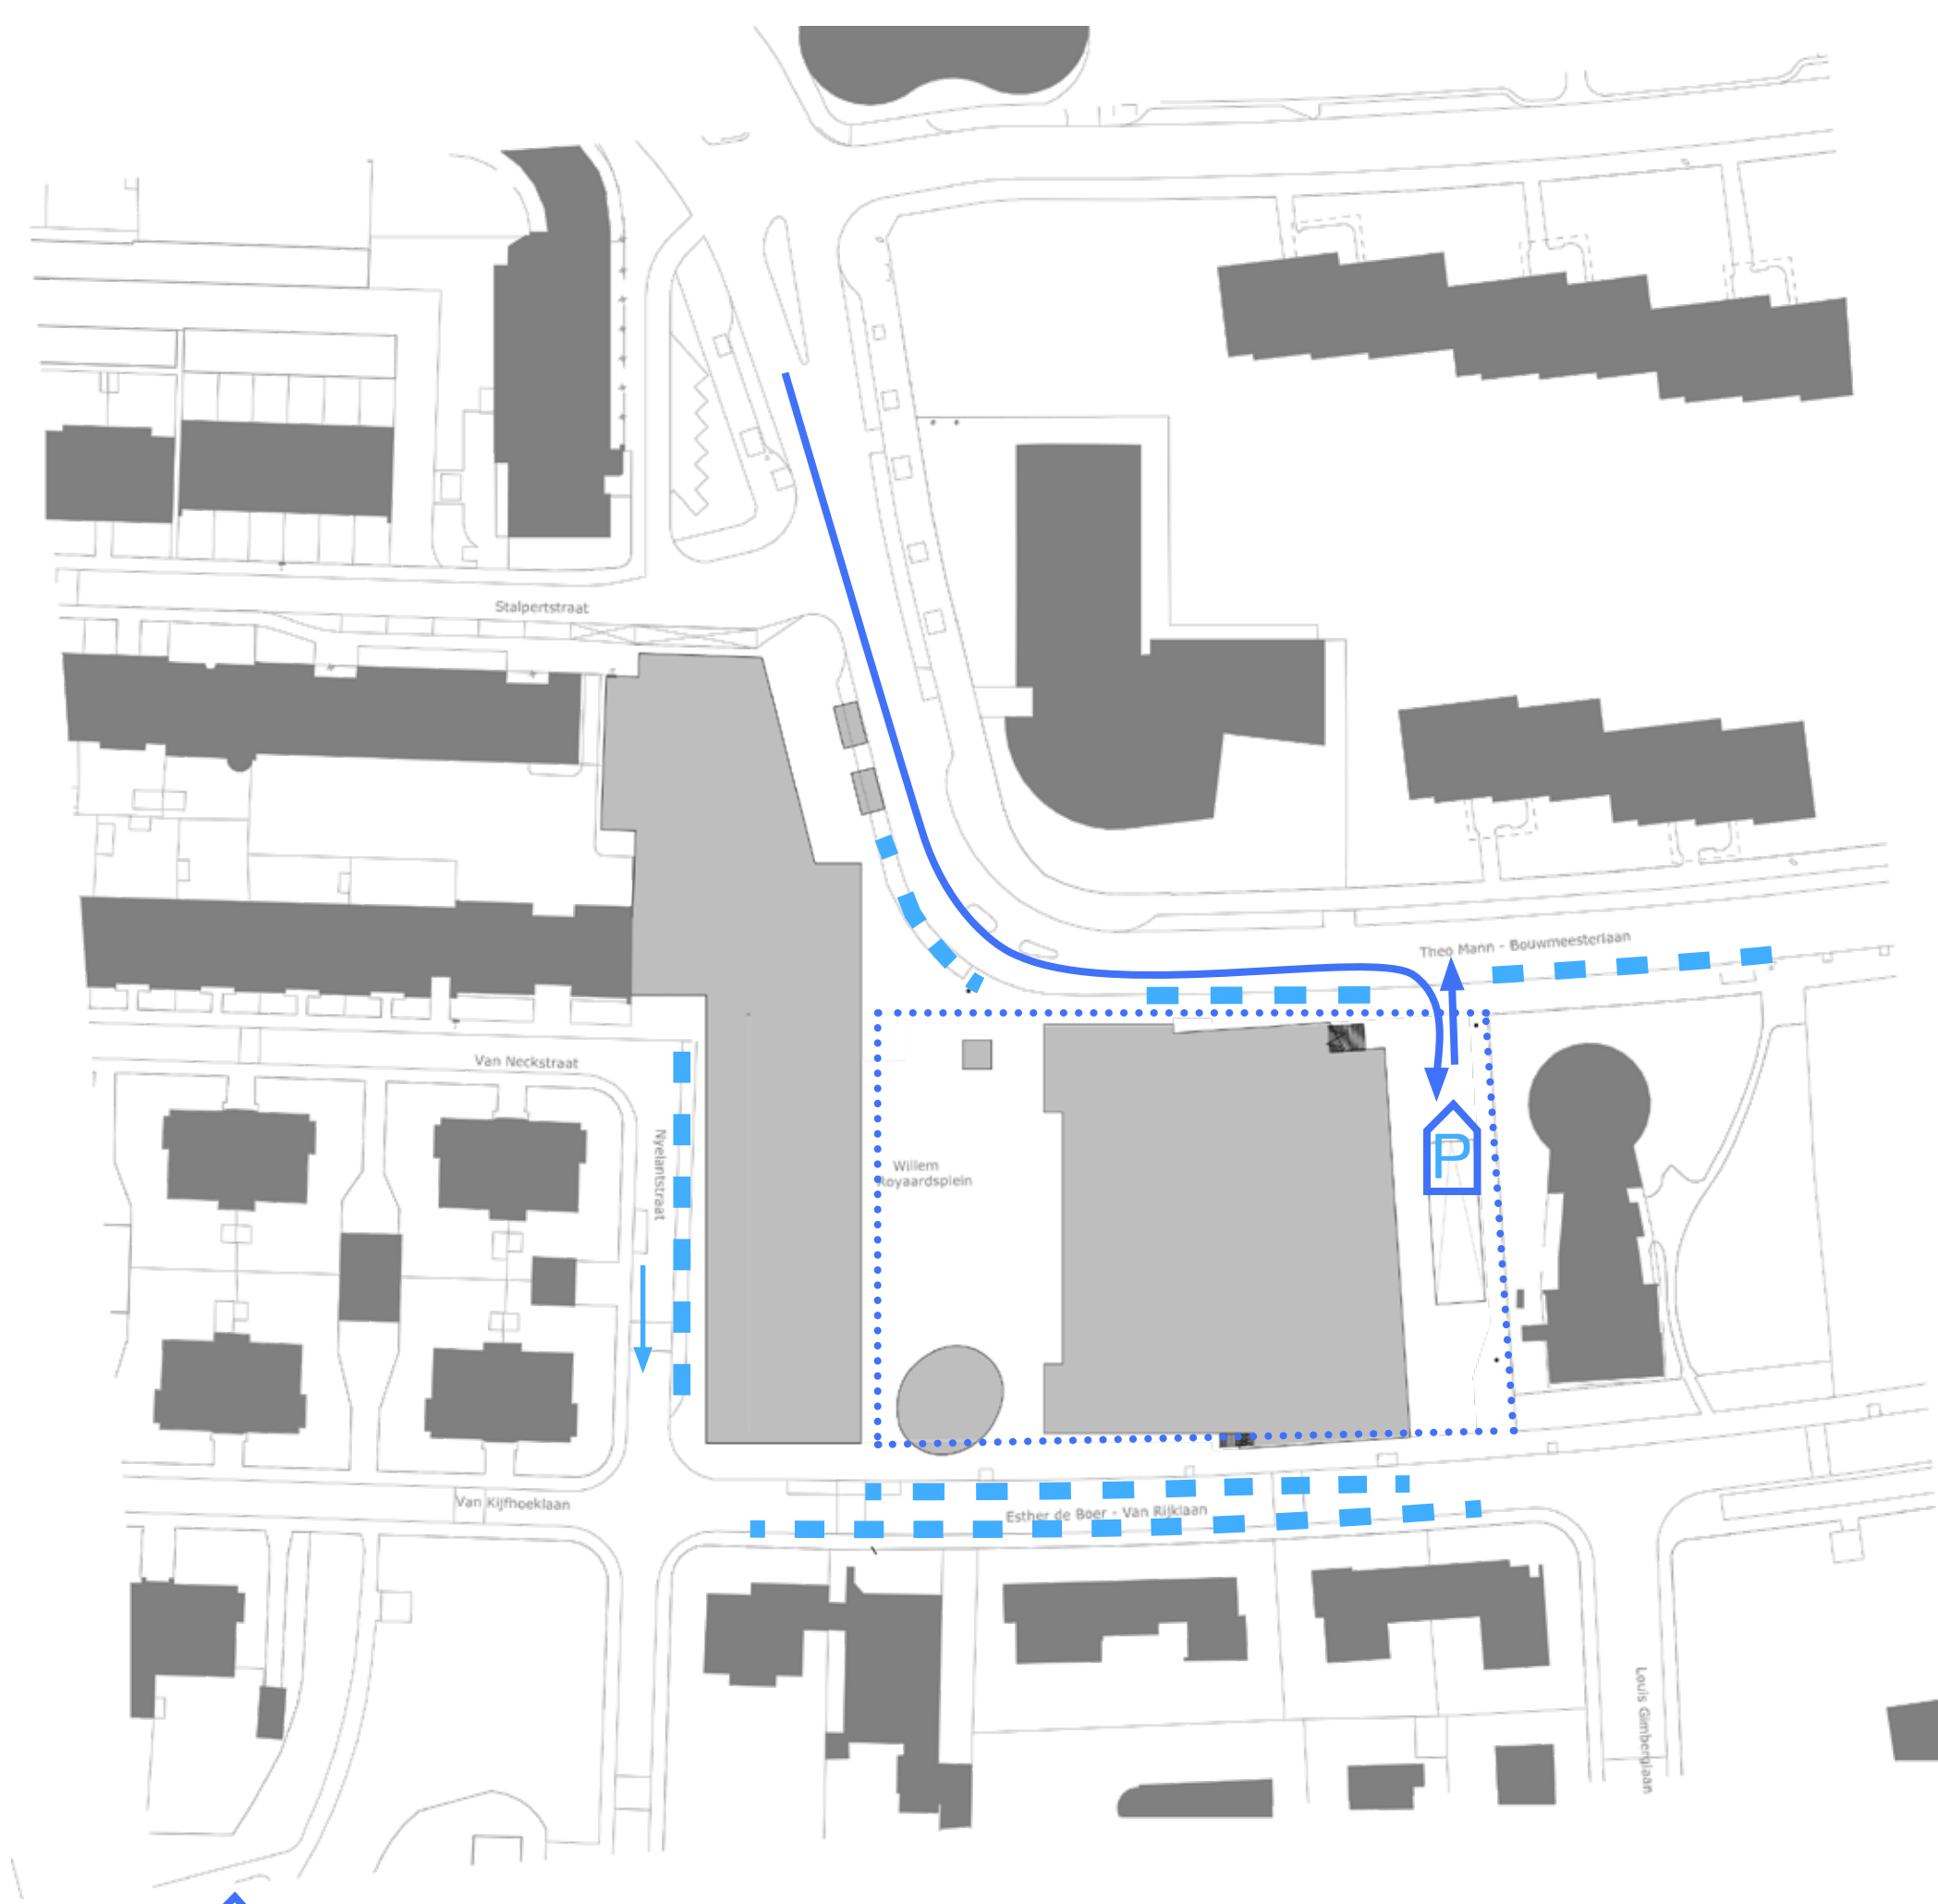 Stalpertstraat
Theo Mann - Bouwmeesterlaan
Van Neckstraat
Nyelantstraat
Willem
Royaardsplein
P
Van Kijfhoeklaan
Esther de Boer - Van Rijklaan
Louis Gimberglaan